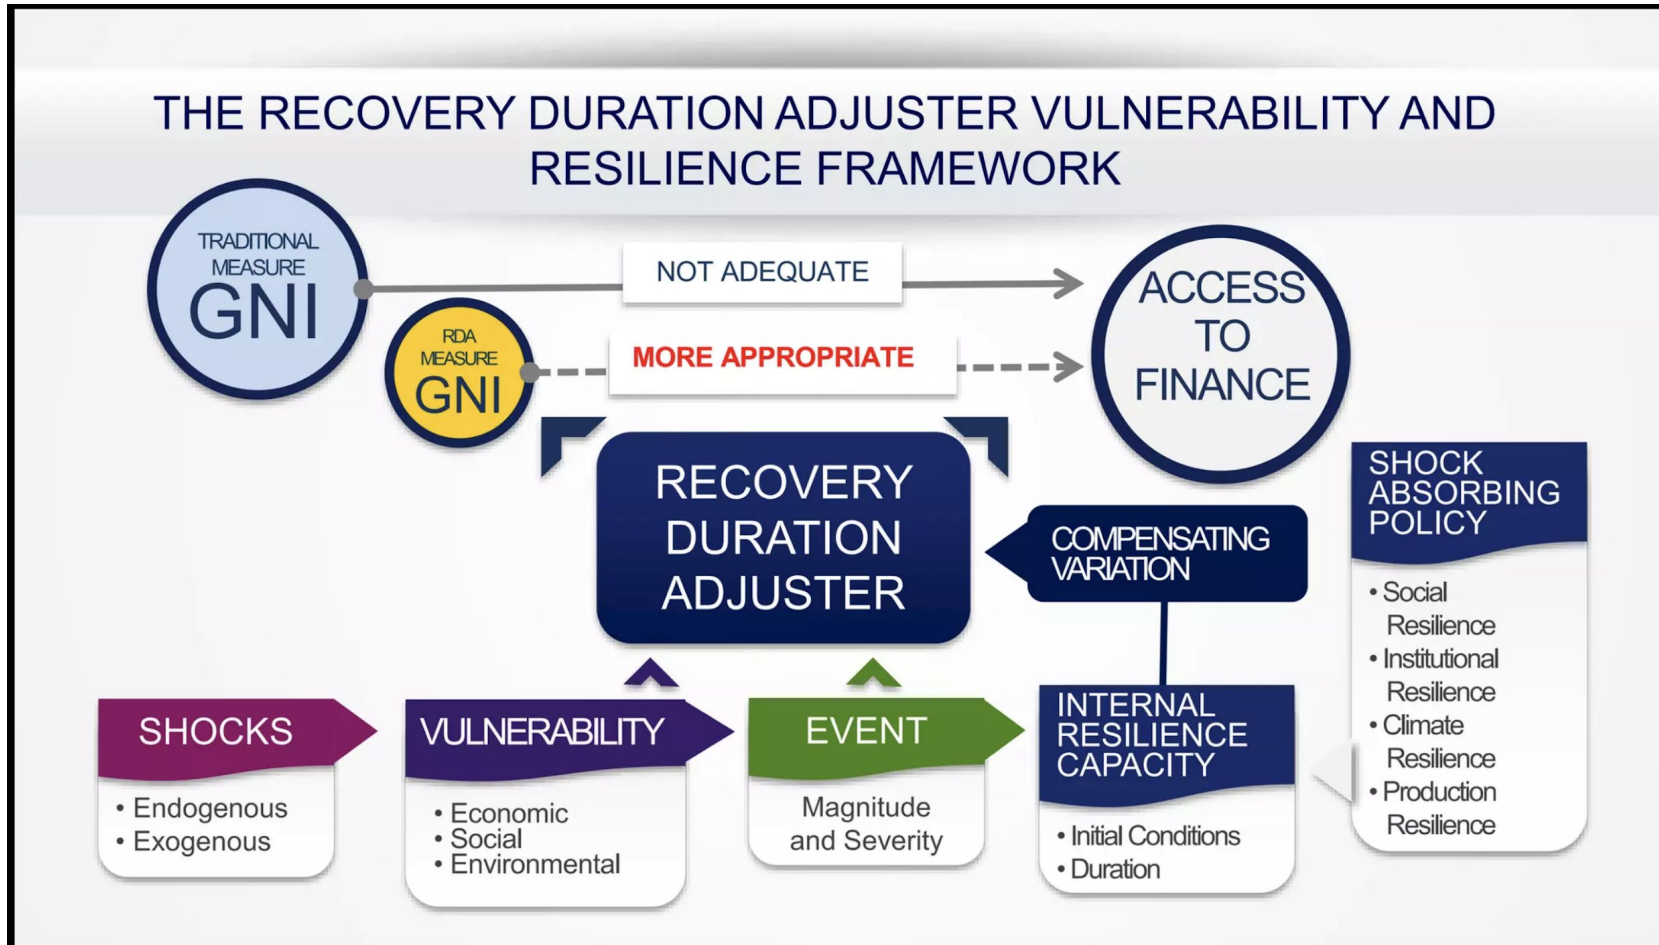 THE RECOVERY DURATION ADJUSTER VULNERABILITY AND
RESILIENCE FRAMEWORK
TRADITIONAL
MEASURE
GNI
NOT ADEQUATE
RDA
MEASURE
GNI
MORE APPROPRIATE
ACCESS
TO
FINANCE
RECOVERY
DURATION
ADJUSTER
COMPENSATING
VARIATION
SHOCK
ABSORBING
POLICY
• Social
Resilience
• Institutional
Resilience
• Climate
Resilience
• Production
Resilience
SHOCKS
• Endogenous
• Exogenous
VULNERABILITY
• Economic
• Social
• Environmental
EVENT
Magnitude
and Severity
INTERNAL
RESILIENCE
CAPACITY
• Initial Conditions
• Duration